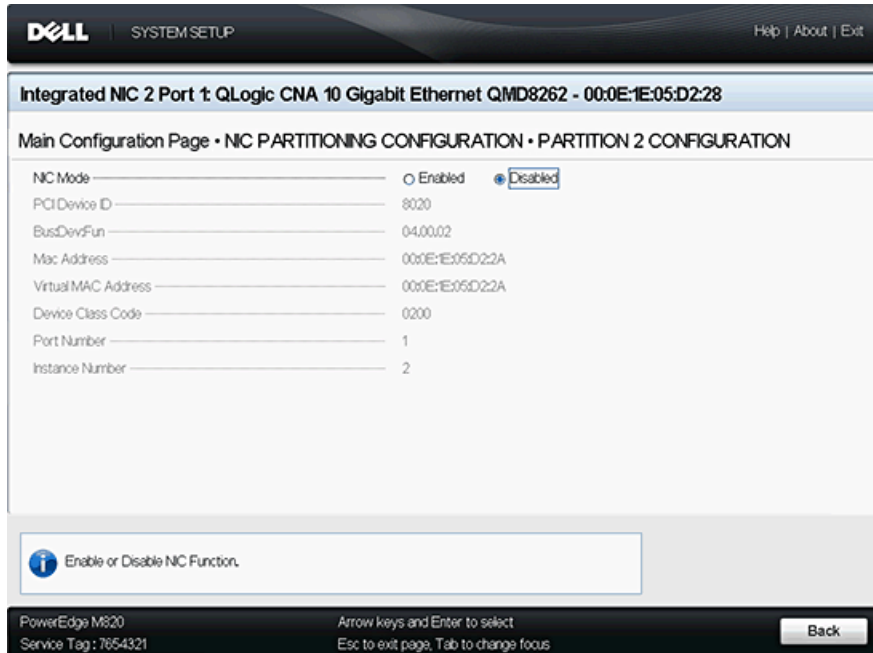 DELL SYSTEM SETUP Help | About | Exit
Integrated NIC 2 Port 1: QLogic CNA 10 Gigabit Ethernet QMD8262 - 00:0E:1E:05:D2:28
Main Configuration Page • NIC PARTITIONING CONFIGURATION • PARTITION 2 CONFIGURATION
NIC Mode Enabled Disabled
PCI Device ID 8020
Bus:Dev:Fun 04:00:02
Mac Address 00:0E:1E:05:D2:2A
Virtual MAC Address 00:0E:1E:05:D2:2A
Device Class Code 0200
Port Number 1
Instance Number 2
Enable or Disable NIC Function.
PowerEdge M820 Arrow keys and Enter to select
Service Tag : 7654321 Esc to exit page, Tab to change focus
Back